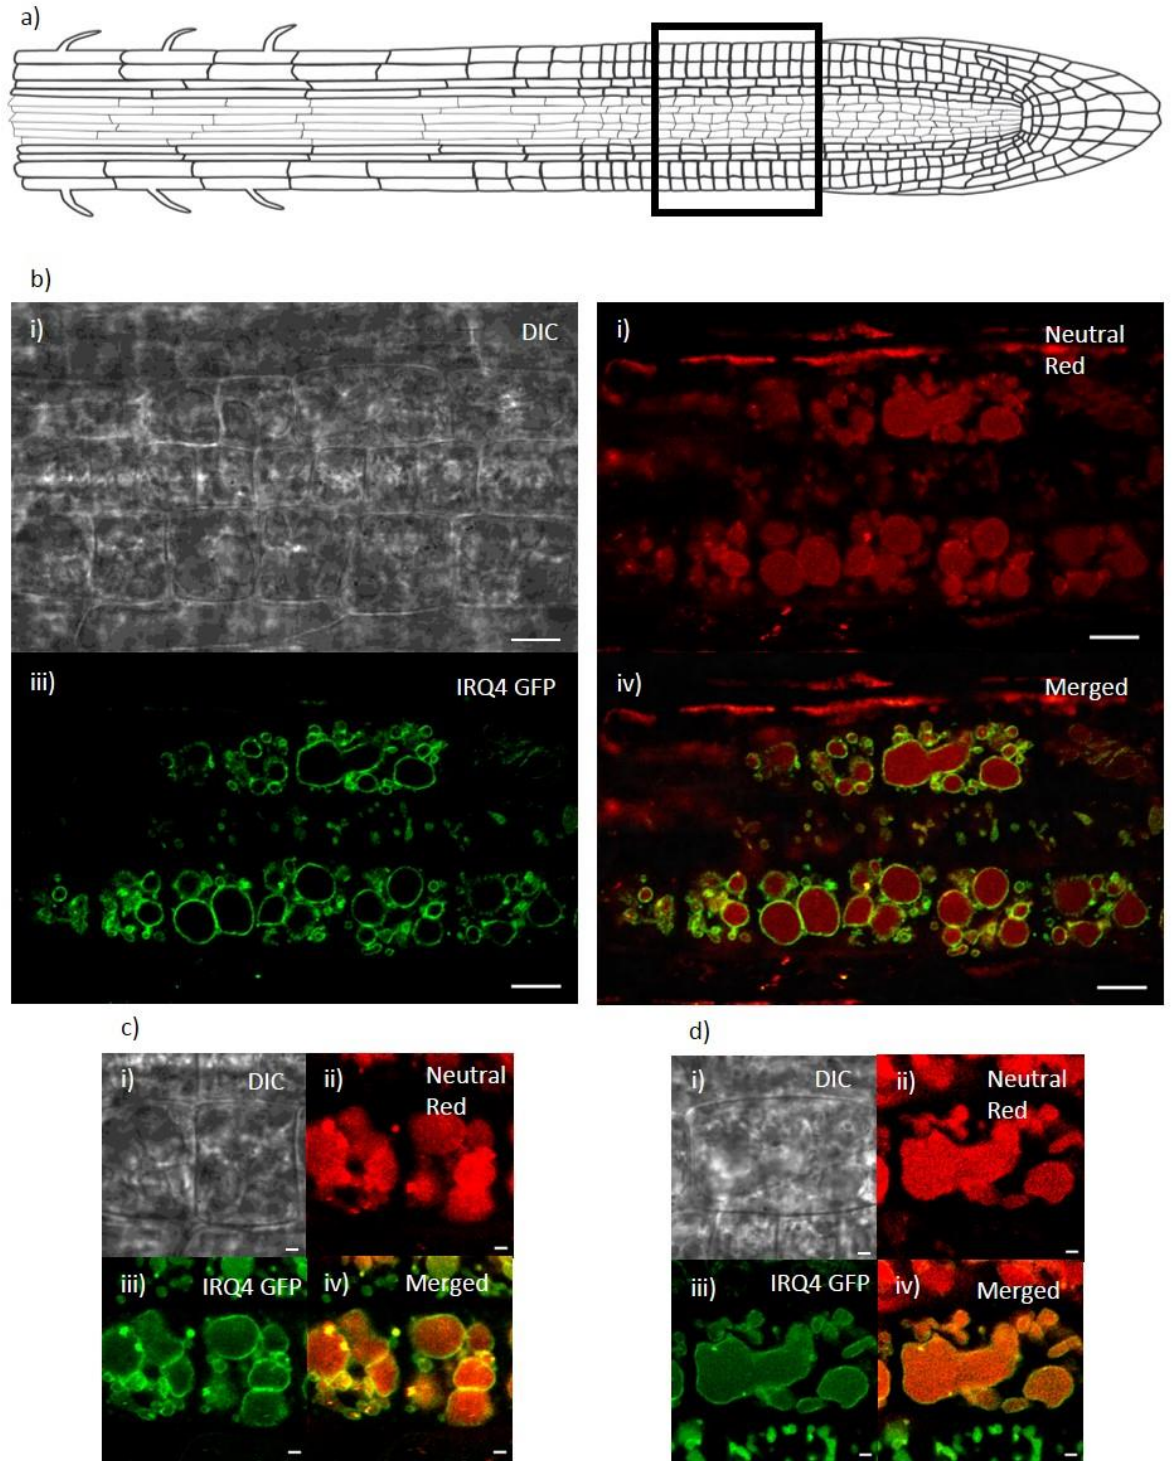 a)
b)
i)
DIC
i)
Neutral
Red
iii)
IRQ4 GFP
iv)
Merged
c)
d)
i)
DIC
ii)
Neutral
Red
i)
DIC
ii)
Neutral
Red
iii)
IRQ4 GFP
iv)
Merged
iii)
IRQ4 GFP
iv)
Merged